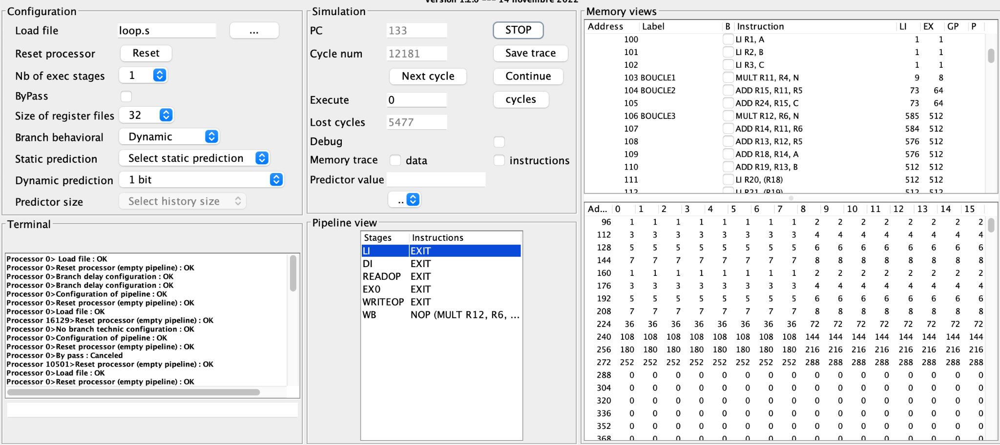 Version 1.2.0 --- 14 novembre 2022
Configuration
Load file loop.s ...
Reset processor Reset
Nb of exec stages 1
ByPass
Size of register files 32
Branch behavioral Dynamic
Static prediction Select static prediction
Dynamic prediction 1 bit
Predictor size Select history size
Terminal
Processor 0> Load file : OK
Processor 0>Reset processor (empty pipeline) : OK
Processor 0>Branch delay configuration : OK
Processor 0>Branch delay configuration : OK
Processor 0>Configuration of pipeline : OK
Processor 0>Reset processor (empty pipeline) : OK
Processor 0>Load file : OK
Processor 16129>Reset processor (empty pipeline) : OK
Processor 0>No branch technic configuration : OK
Processor 0>Configuration of pipeline : OK
Processor 0>Reset processor (empty pipeline) : OK
Processor 0>By pass : Canceled
Processor 10501>Reset processor (empty pipeline) : OK
Processor 0>Load file : OK
Processor 0>Reset processor (empty pipeline) : OK
Simulation
PC 133 STOP
Cycle num 12181 Save trace
Next cycle Continue
Execute 0 cycles
Lost cycles 5477
Debug
Memory trace data instructions
Predictor value
..
Pipeline view
Stages Instructions
LI EXIT
DI EXIT
READOP EXIT
EX0 EXIT
WRITEOP EXIT
WB NOP (MULT R12, R6, ...
Memory views
Address Label B Instruction LI EX GP P
100 LI R1, A 1 1
101 LI R2, B 1 1
102 LI R3, C 1 1
103 BOUCLE1 MULT R11, R4, N 9 8
104 BOUCLE2 ADD R15, R11, R5 73 64
105 ADD R24, R15, C 73 64
106 BOUCLE3 MULT R12, R6, N 585 512
107 ADD R14, R11, R6 584 512
108 ADD R13, R12, R5 576 512
109 ADD R18, R14, A 576 512
110 ADD R19, R13, B 512 512
111 LI R20, (R18) 512 512
112 LI R21, (R19) 512 512
Ad... 0 1 2 3 4 5 6 7 8 9 10 11 12 13 14 15
96 1 1 1 1 1 1 1 1 2 2 2 2 2 2 2 2
112 3 3 3 3 3 3 3 3 4 4 4 4 4 4 4 4
128 5 5 5 5 5 5 5 5 6 6 6 6 6 6 6 6
144 7 7 7 7 7 7 7 7 8 8 8 8 8 8 8 8
160 1 1 1 1 1 1 1 1 2 2 2 2 2 2 2 2
176 3 3 3 3 3 3 3 3 4 4 4 4 4 4 4 4
192 5 5 5 5 5 5 5 5 6 6 6 6 6 6 6 6
208 7 7 7 7 7 7 7 7 8 8 8 8 8 8 8 8
224 36 36 36 36 36 36 36 36 72 72 72 72 72 72 72 72
240 108 108 108 108 108 108 108 108 144 144 144 144 144 144 144 144
256 180 180 180 180 180 180 180 180 216 216 216 216 216 216 216 216
272 252 252 252 252 252 252 252 252 288 288 288 288 288 288 288 288
288 0 0 0 0 0 0 0 0 0 0 0 0 0 0 0 0
304 0 0 0 0 0 0 0 0 0 0 0 0 0 0 0 0
320 0 0 0 0 0 0 0 0 0 0 0 0 0 0 0 0
336 0 0 0 0 0 0 0 0 0 0 0 0 0 0 0 0
352 0 0 0 0 0 0 0 0 0 0 0 0 0 0 0 0
368 0 0 0 0 0 0 0 0 0 0 0 0 0 0 0 0